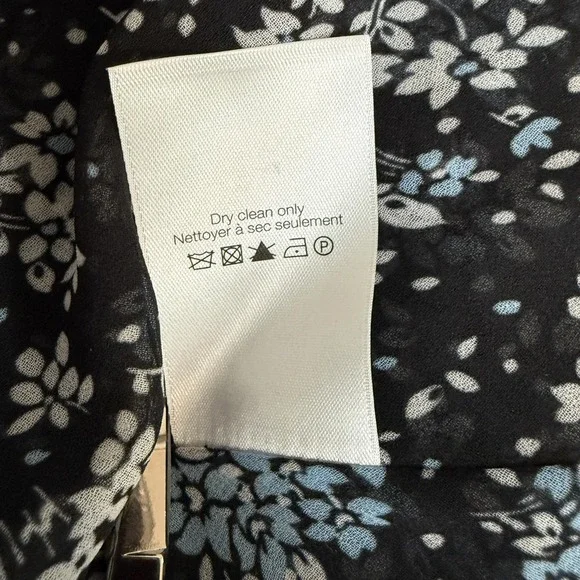 Dry clean only
Nettoyer à sec seulement
P